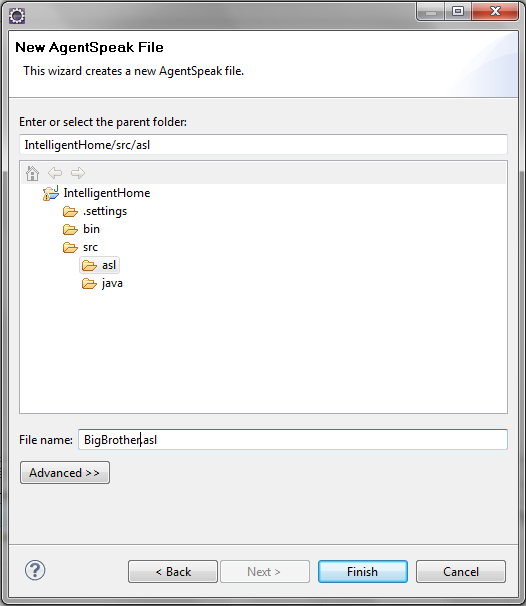 New AgentSpeak File
This wizard creates a new AgentSpeak file.
Enter or select the parent folder:
IntelligentHome/src/asl
IntelligentHome
.settings
bin
src
asl
java
File name: BigBrother.asl
Advanced >>
? < Back Next > Finish Cancel